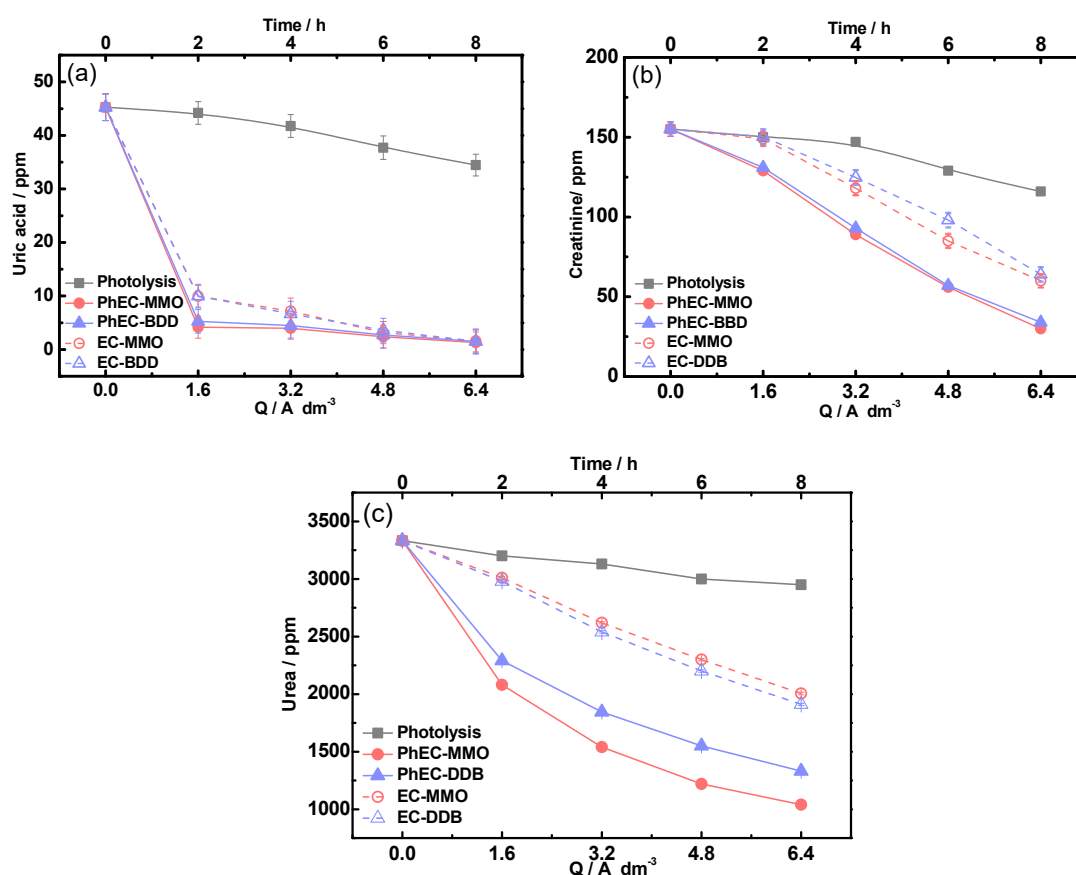 Time / h
0 2 4 6 8
(a)
Uric acid / ppm
50
40
30
20
10
0
Photolysis
PhEC-MMO
PhEC-BDD
EC-MMO
EC-BDD
0.0 1.6 3.2 4.8 6.4
Q / A dm-3
Time / h
0 2 4 6 8
(b)
Creatinine/ ppm
200
150
100
50
0
Photolysis
PhEC-MMO
PhEC-BBD
EC-MMO
EC-DDB
0.0 1.6 3.2 4.8 6.4
Q / A dm-3
Time / h
0 2 4 6 8
(c)
Urea / ppm
3500
3000
2500
2000
1500
1000
Photolysis
PhEC-MMO
PhEC-DDB
EC-MMO
EC-DDB
0.0 1.6 3.2 4.8 6.4
Q / A dm-3